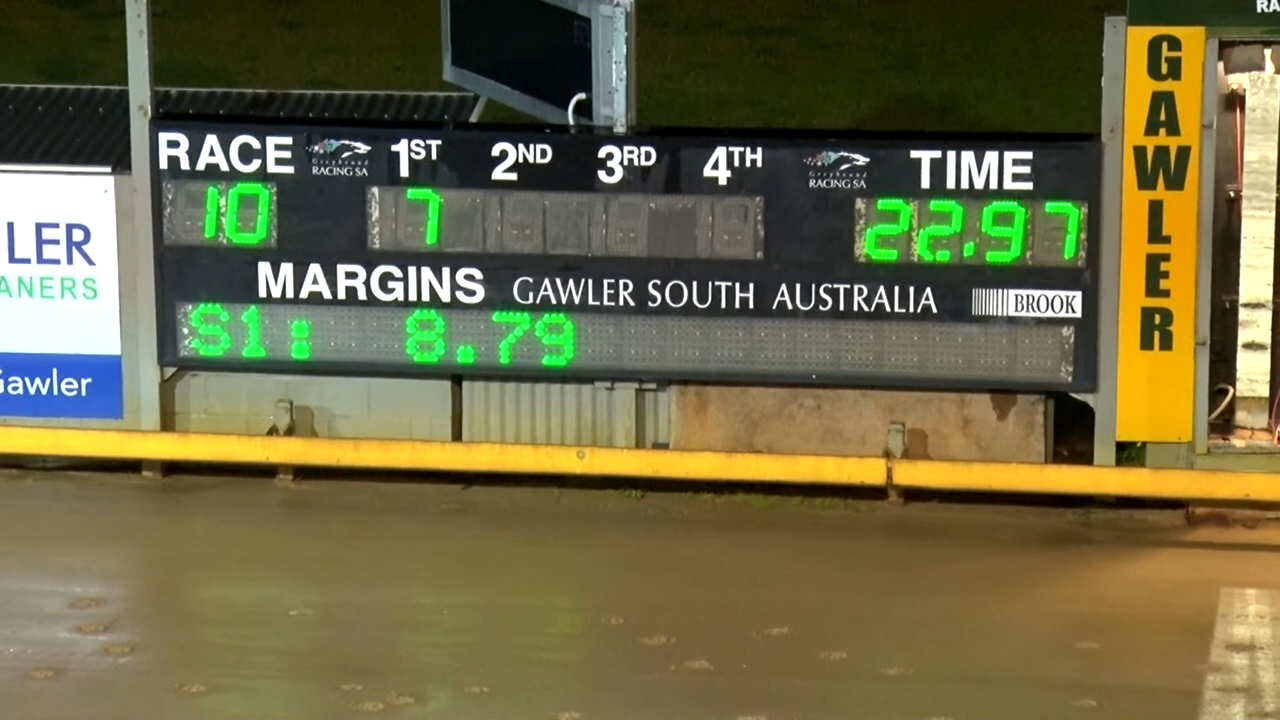 RA
GAWLER
RACE 1ST 2ND 3RD 4TH TIME
Greyhound RACING SA
Greyhound RACING SA
10 7 22.97
MARGINS GAWLER SOUTH AUSTRALIA BROOK
S1: 8.79
LER
ANERS
Gawler